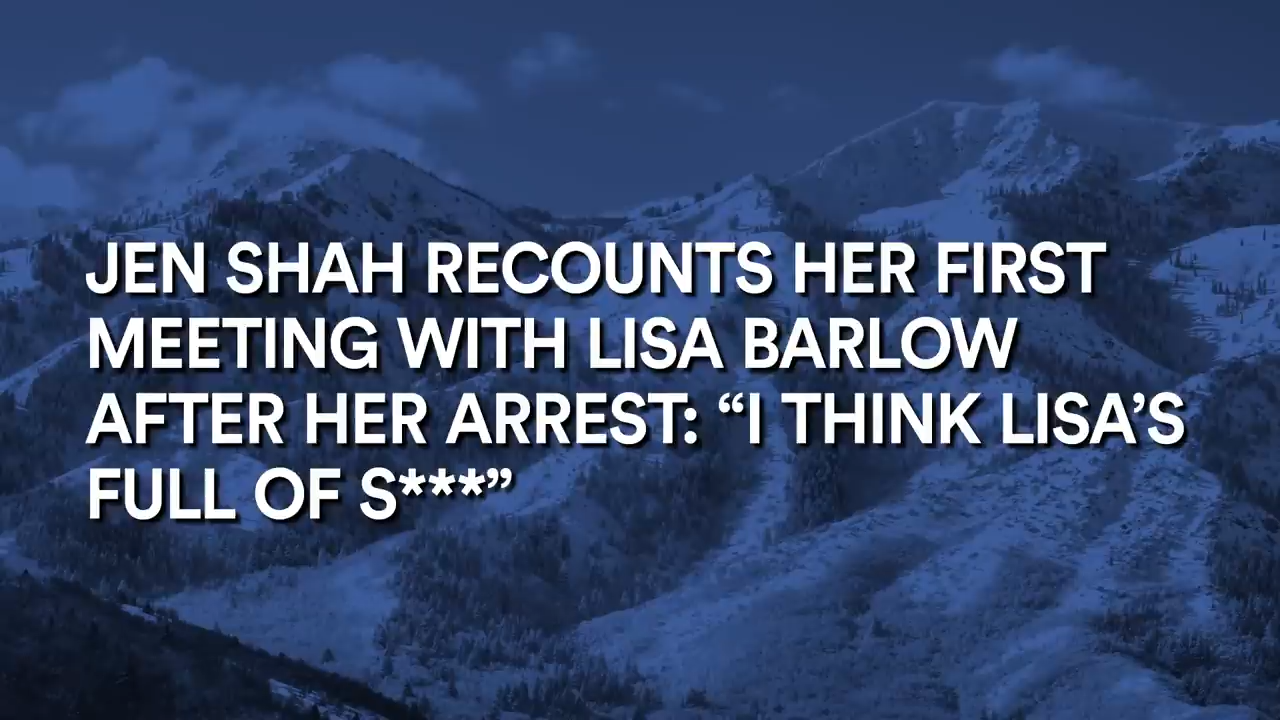 JEN SHAH RECOUNTS HER FIRST
MEETING WITH LISA BARLOW
AFTER HER ARREST: “I THINK LISA’S
FULL OF S***”